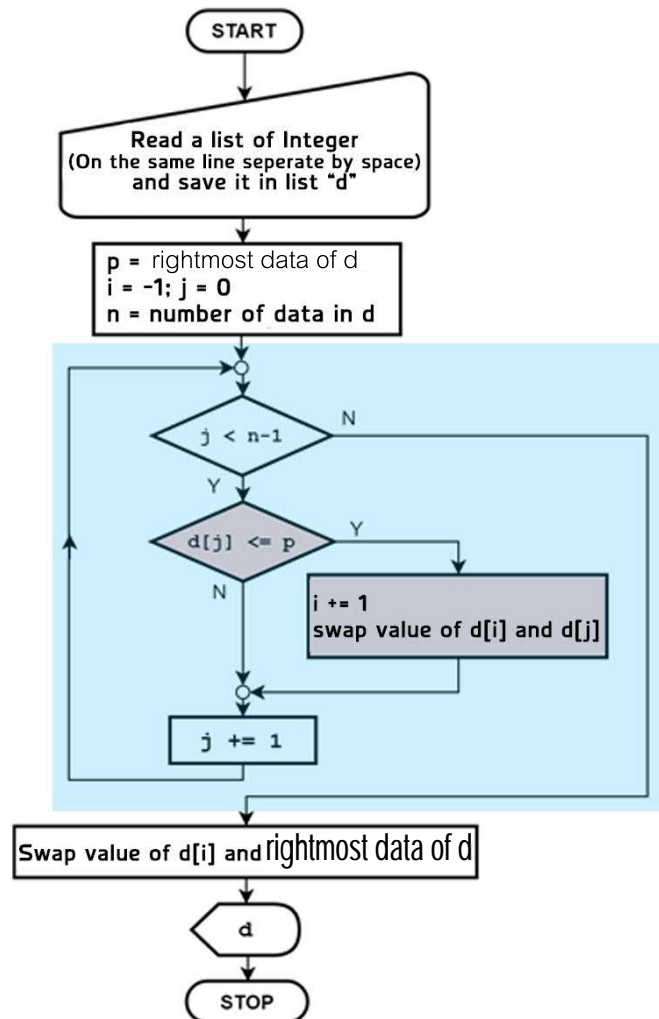 START
Read a list of Integer
(On the same line seperate by space)
and save it in list “d”
p = rightmost data of d
i = -1; j = 0
n = number of data in d
j < n-1
N
Y
d[j] <= p
Y
N
i += 1
swap value of d[i] and d[j]
j += 1
Swap value of d[i] and rightmost data of d
d
STOP